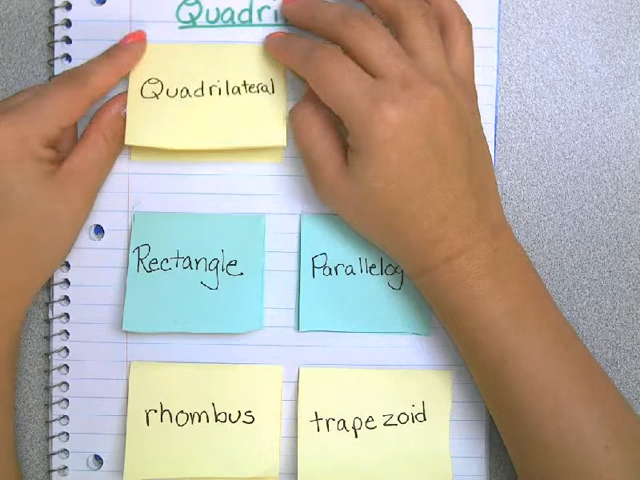 Quadri
Quadrilateral
Rectangle
Parallelog
rhombus
trapezoid